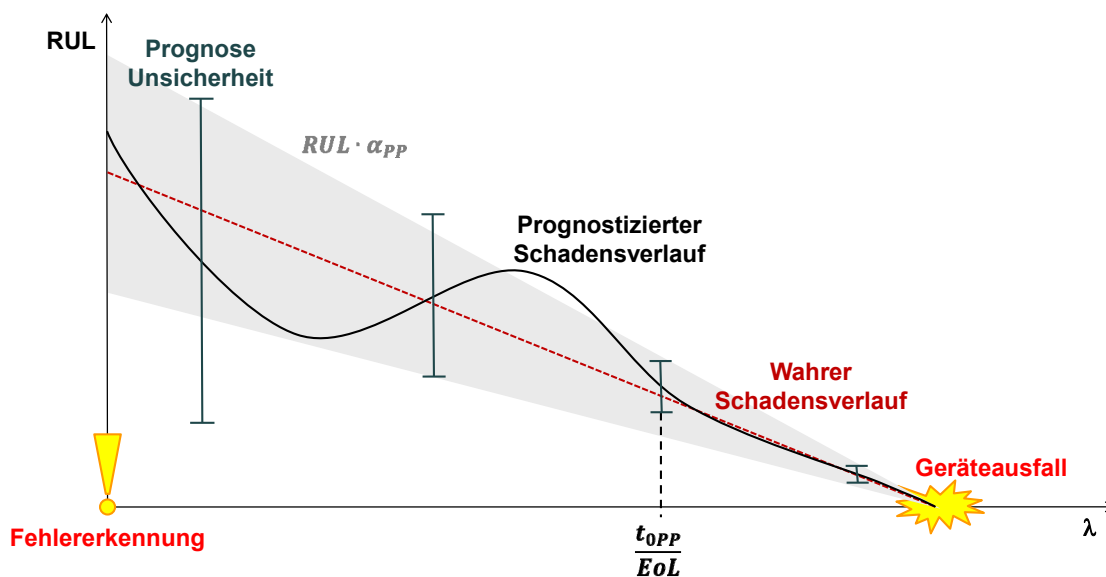 RUL
Prognose
Unsicherheit
RUL · α_PP
Prognostizierter
Schadensverlauf
Wahrer
Schadensverlauf
Geräteausfall
Fehlererkennung
t_0PP
EoL
λ